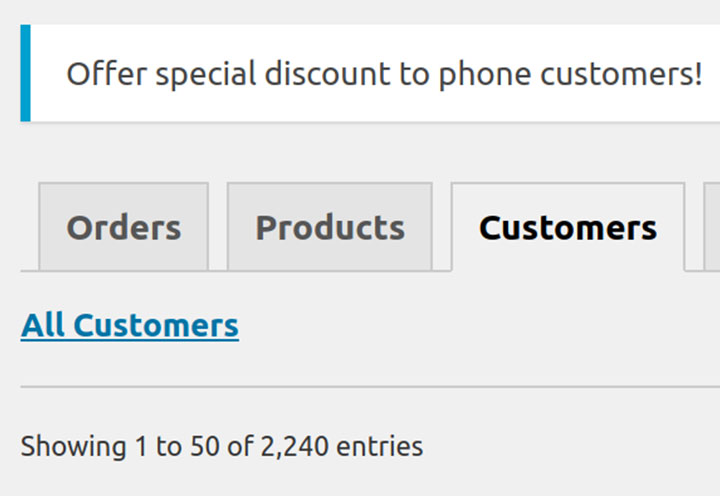 Offer special discount to phone customers!
Orders Products Customers
All Customers
Showing 1 to 50 of 2,240 entries